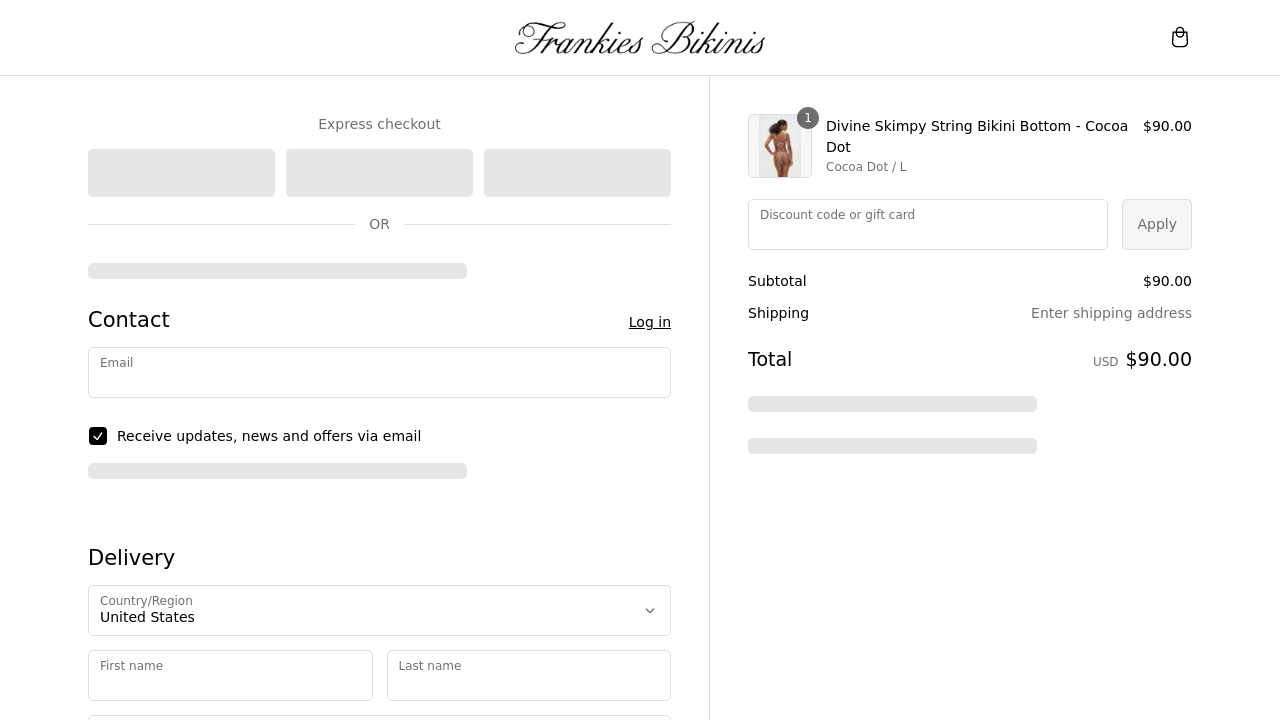 Frankies Bikinis
Express checkout
OR
Contact
Log in
Email
Receive updates, news and offers via email
Delivery
Country/Region
United States
First name
Last name
1
Divine Skimpy String Bikini Bottom - Cocoa
Dot
Cocoa Dot / L
$90.00
Discount code or gift card
Apply
Subtotal
$90.00
Shipping
Enter shipping address
Total
USD $90.00